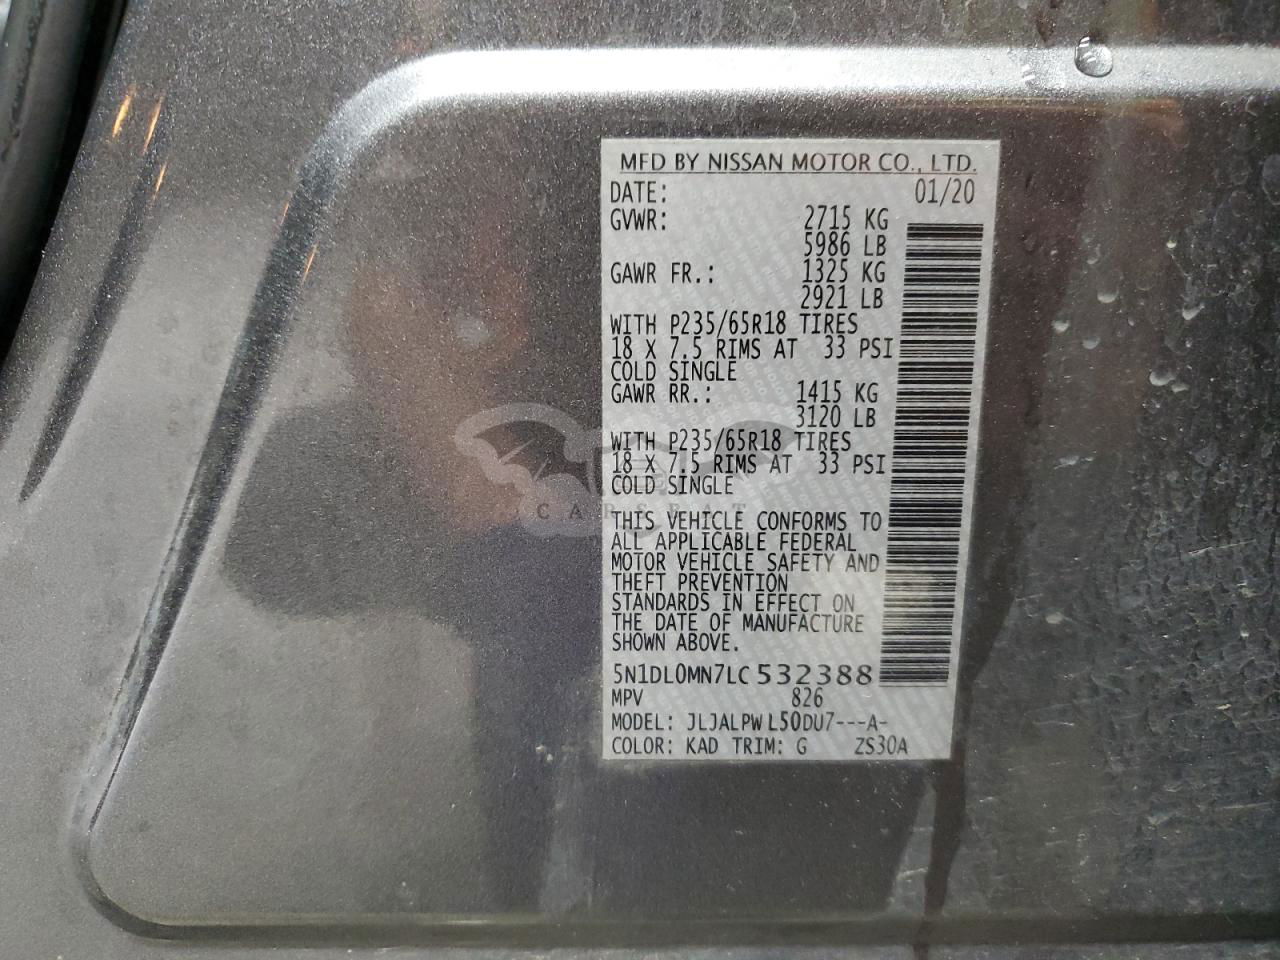 MFD BY NISSAN MOTOR CO., LTD.
DATE: 01/20
GVWR: 2715 KG
5986 LB
GAWR FR.: 1325 KG
2921 LB
WITH P235/65R18 TIRES
18 X 7.5 RIMS AT 33 PSI
COLD SINGLE
GAWR RR.: 1415 KG
3120 LB
WITH P235/65R18 TIRES
18 X 7.5 RIMS AT 33 PSI
COLD SINGLE
THIS VEHICLE CONFORMS TO
ALL APPLICABLE FEDERAL
MOTOR VEHICLE SAFETY AND
THEFT PREVENTION
STANDARDS IN EFFECT ON
THE DATE OF MANUFACTURE
SHOWN ABOVE.
5N1DL0MN7LC532388
MPV 826
MODEL: JLJALPWL50DU7---A-
COLOR: KAD TRIM: G ZS30A